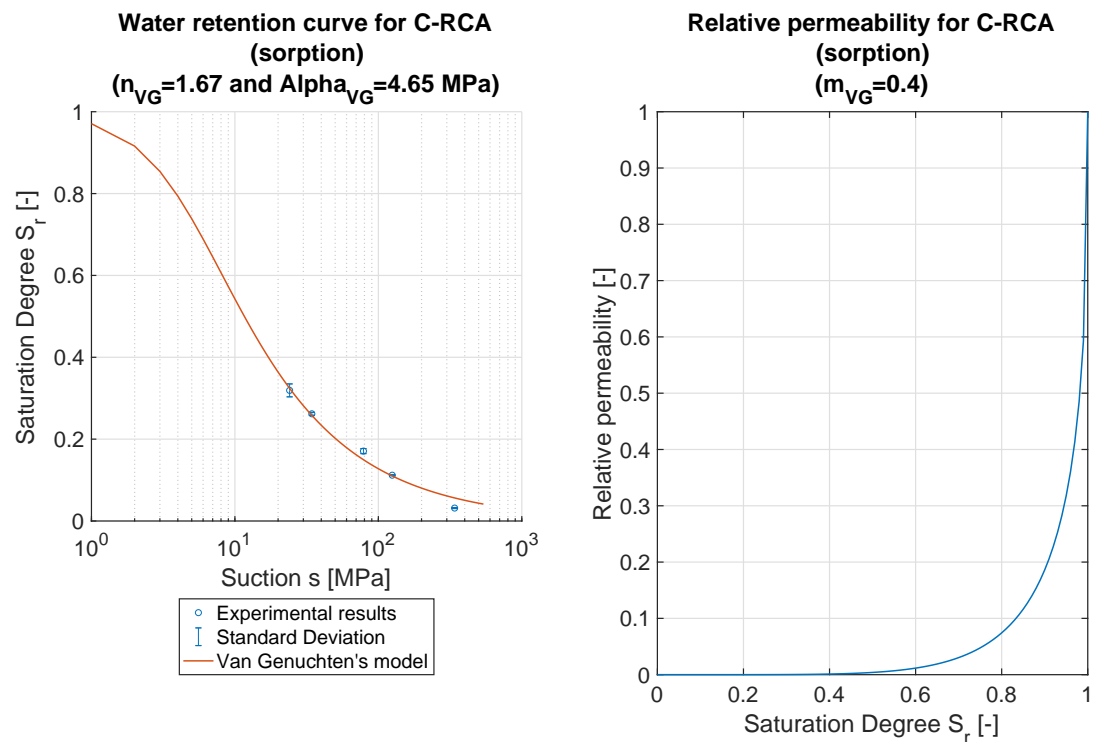 Water retention curve for C-RCA
(sorption)
(n_VG=1.67 and Alpha_VG=4.65 MPa)
1
0.8
0.6
0.4
0.2
0
Saturation Degree S_r [-]
10^0
10^1
10^2
10^3
Suction s [MPa]
Experimental results
Standard Deviation
Van Genuchten's model
Relative permeability for C-RCA
(sorption)
(m_VG=0.4)
1
0.9
0.8
0.7
0.6
0.5
0.4
0.3
0.2
0.1
0
Relative permeability [-]
0
0.2
0.4
0.6
0.8
1
Saturation Degree S_r [-]